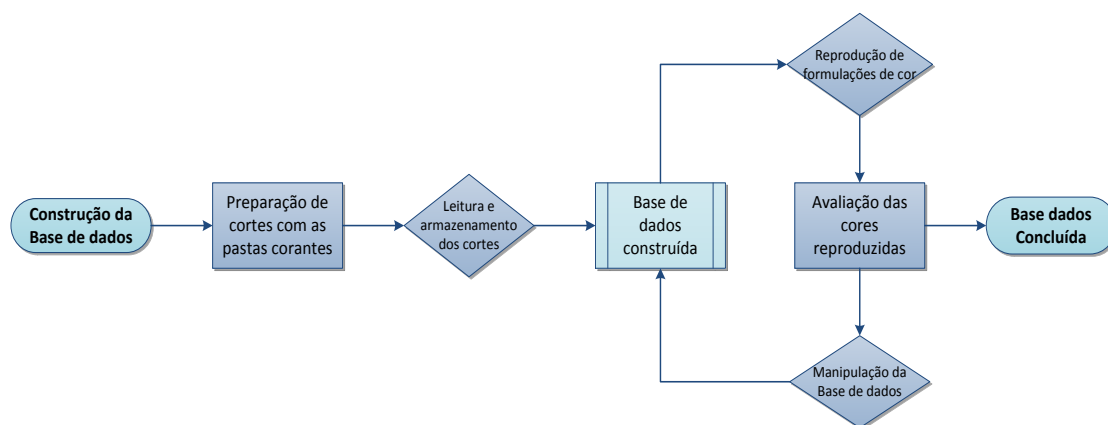 Construção da
Base de dados
Preparação de
cortes com as
pastas corantes
Leitura e
armazenamento
dos cortes
Base de
dados
construída
Reprodução de
formulações de cor
Avaliação das
cores
reproduzidas
Base dados
Concluída
Manipulação da
Base de dados